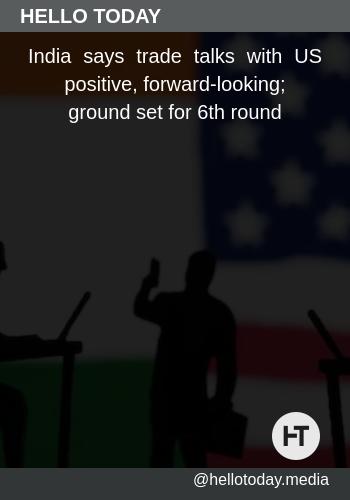 HELLO TODAY
India says trade talks with US
positive, forward-looking;
ground set for 6th round
HT
@hellotoday.media